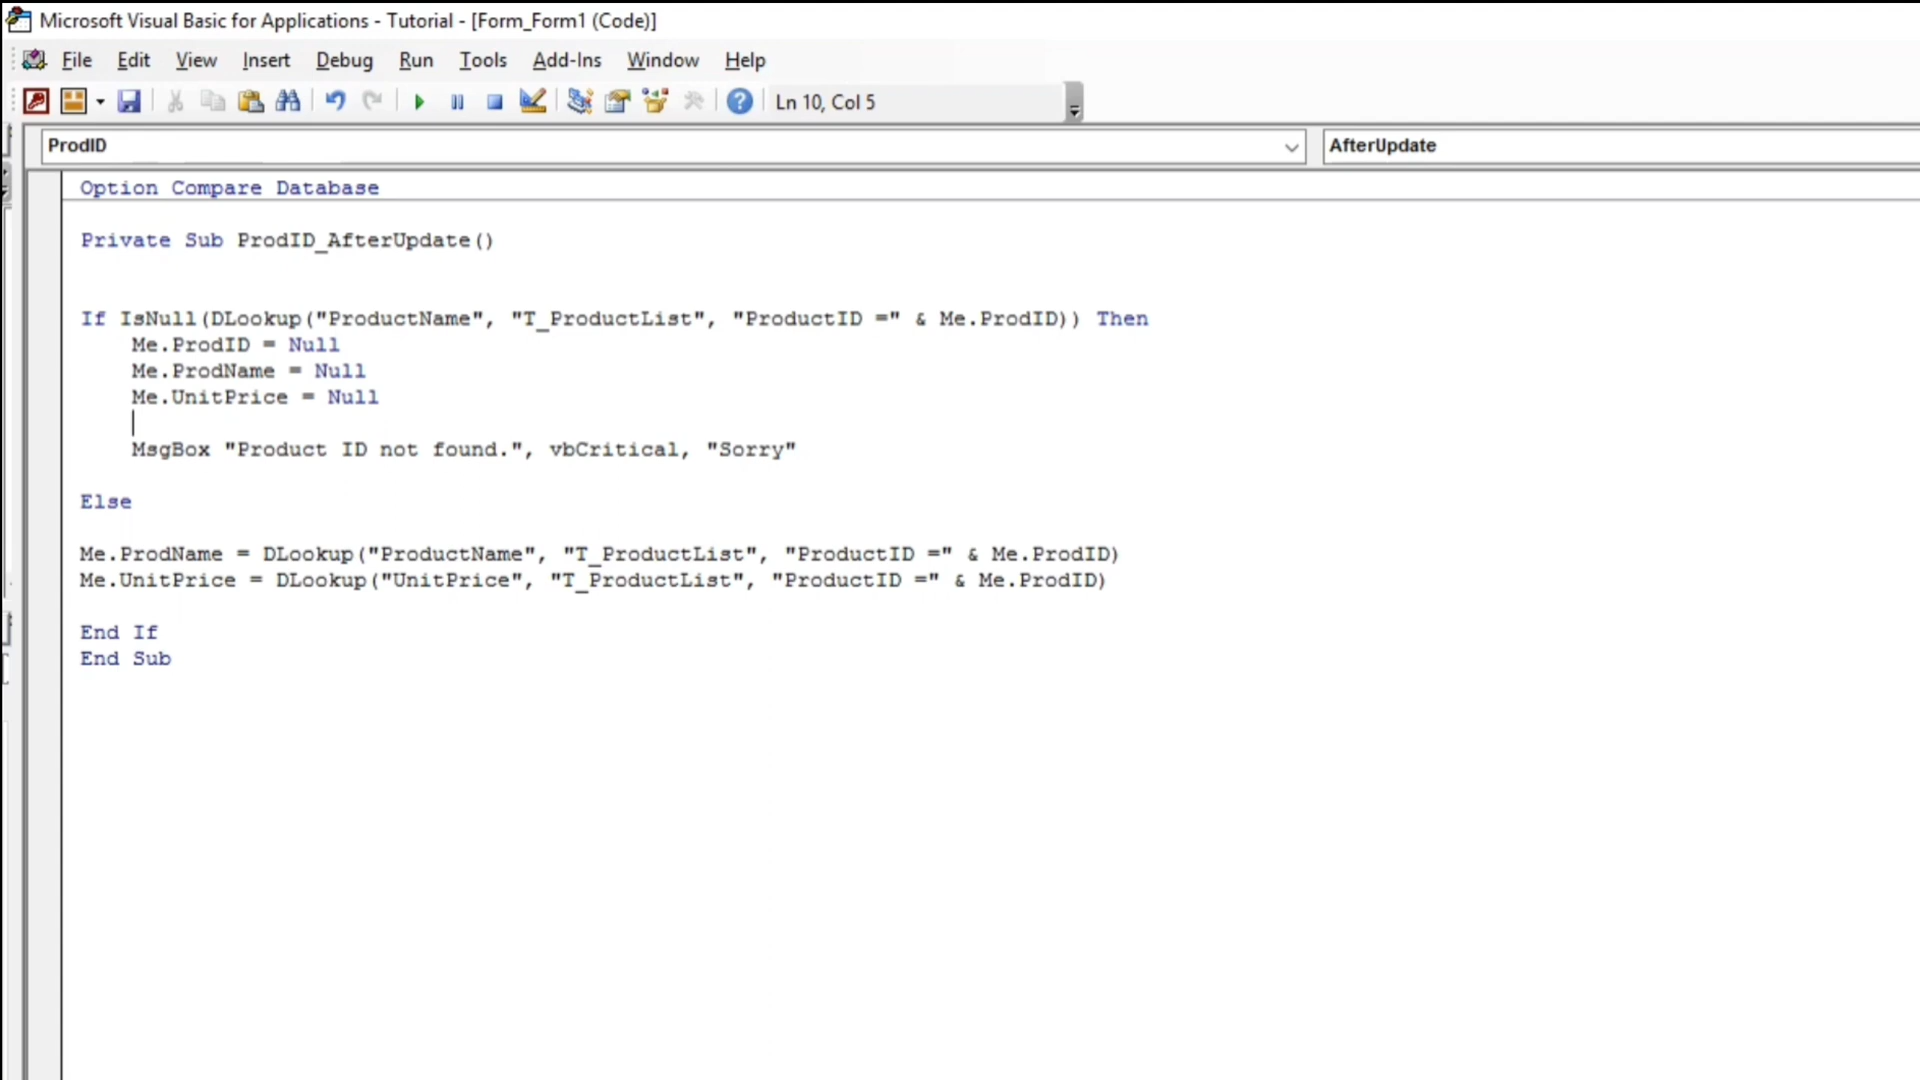 Microsoft Visual Basic for Applications - Tutorial - [Form_Form1 (Code)]
File Edit View Insert Debug Run Tools Add-Ins Window Help
Ln 10, Col 5
ProdID AfterUpdate
Option Compare Database
Private Sub ProdID_AfterUpdate()
If IsNull(DLookup("ProductName", "T_ProductList", "ProductID =" & Me.ProdID)) Then
Me.ProdID = Null
Me.ProdName = Null
Me.UnitPrice = Null
MsgBox "Product ID not found.", vbCritical, "Sorry"
Else
Me.ProdName = DLookup("ProductName", "T_ProductList", "ProductID =" & Me.ProdID)
Me.UnitPrice = DLookup("UnitPrice", "T_ProductList", "ProductID =" & Me.ProdID)
End If
End Sub